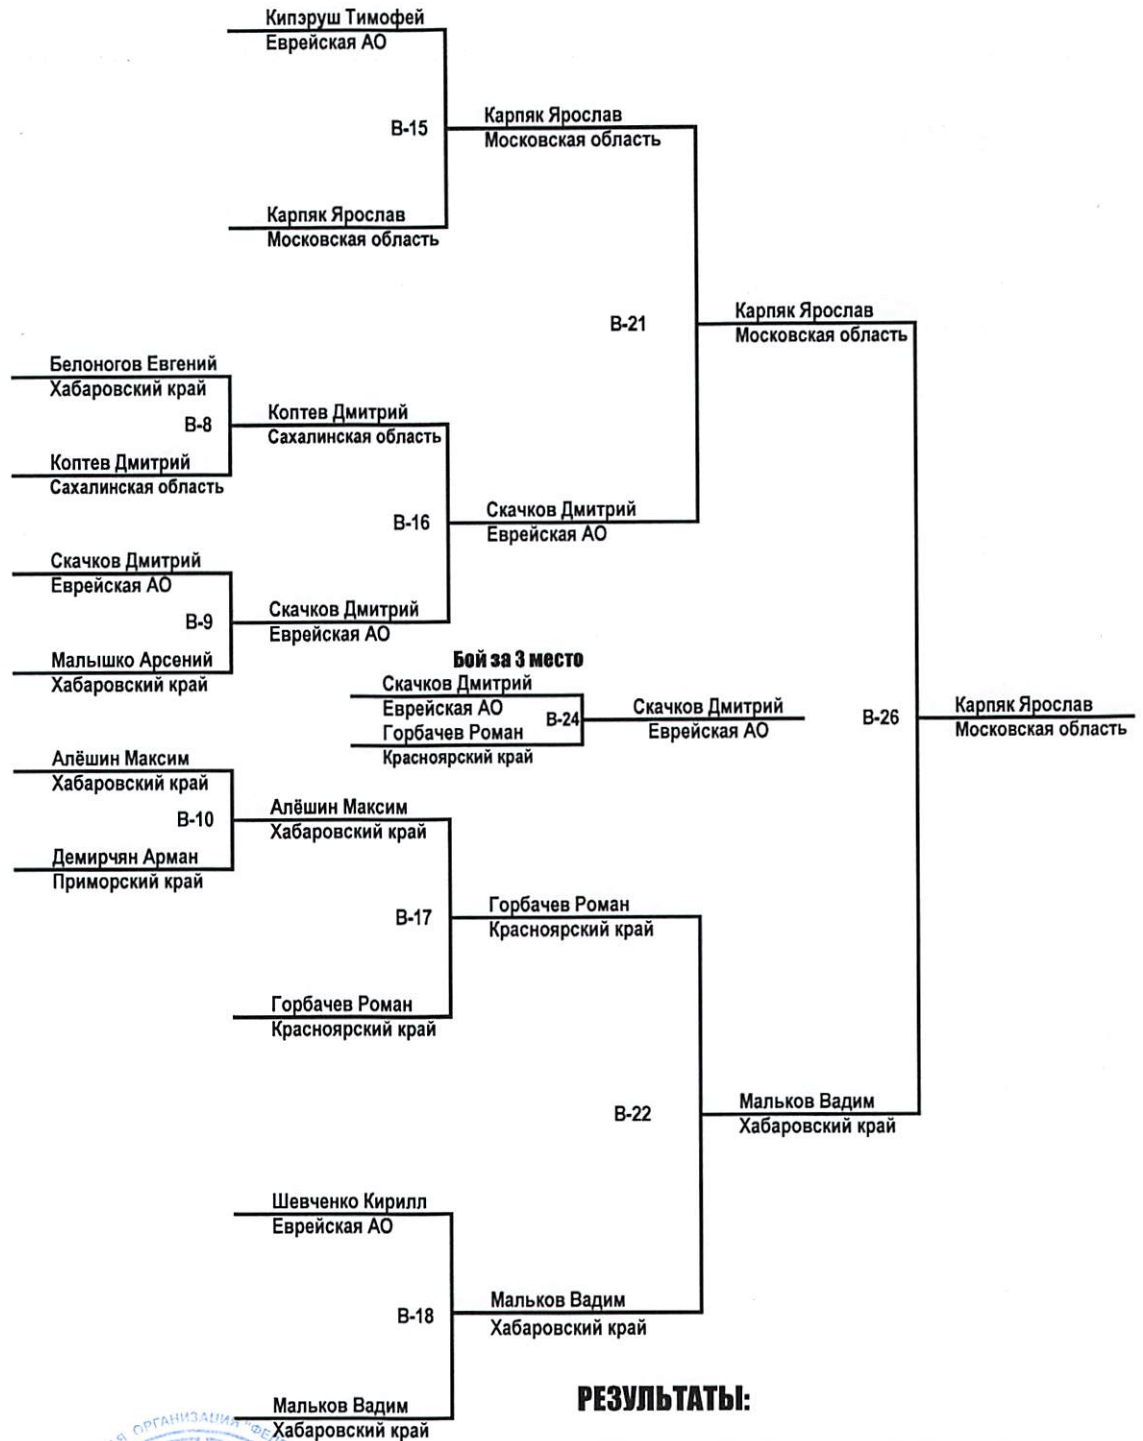 Кипэруш Тимофей
Еврейская АО
В-15
Карпяк Ярослав
Московская область
Карпяк Ярослав
Московская область
В-21
Карпяк Ярослав
Московская область
Белоногов Евгений
Хабаровский край
В-8
Коптев Дмитрий
Сахалинская область
Коптев Дмитрий
Сахалинская область
В-16
Скачков Дмитрий
Еврейская АО
Скачков Дмитрий
Еврейская АО
В-9
Скачков Дмитрий
Еврейская АО
Малышко Арсений
Хабаровский край
Бой за 3 место
Скачков Дмитрий
Еврейская АО
В-24
Скачков Дмитрий
Еврейская АО
Горбачев Роман
Красноярский край
В-26
Карпяк Ярослав
Московская область
Алёшин Максим
Хабаровский край
В-10
Алёшин Максим
Хабаровский край
Демирчян Арман
Приморский край
В-17
Горбачев Роман
Красноярский край
Горбачев Роман
Красноярский край
В-22
Мальков Вадим
Хабаровский край
Шевченко Кирилл
Еврейская АО
В-18
Мальков Вадим
Хабаровский край
Мальков Вадим
Хабаровский край
РЕЗУЛЬТАТЫ:
ОРГАНИЗАЦИЯ